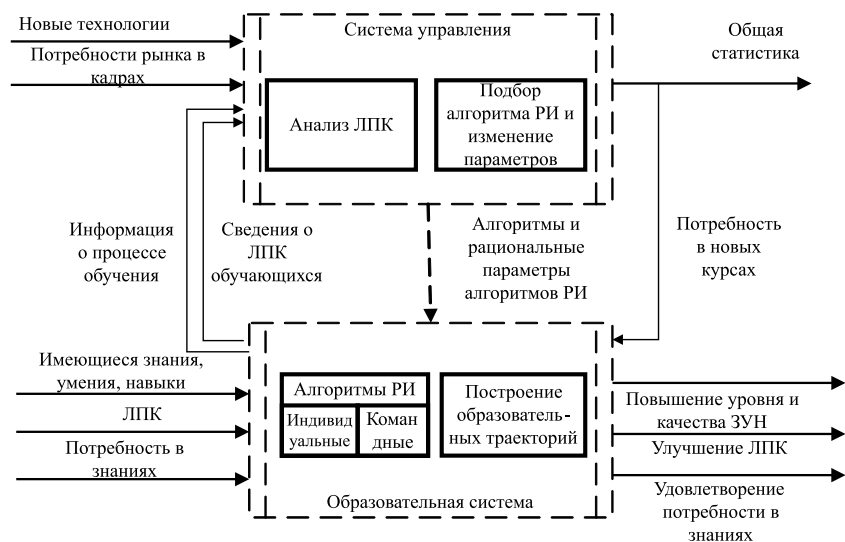 Новые технологии
Потребности рынка в
кадрах
Система управления
Анализ ЛПК
Подбор
алгоритма РИ и
изменение
параметров
Общая
статистика
Информация
о процессе
обучения
Сведения о
ЛПК
обучающихся
Алгоритмы и
рациональные
параметры
алгоритмов РИ
Потребность
в новых
курсах
Имеющиеся знания,
умения, навыки
ЛПК
Потребность в
знаниях
Алгоритмы РИ
Индивид
уальные
Коман
дные
Построение
образователь-
ных траекторий
Образовательная система
Повышение уровня и
качества ЗУН
Улучшение ЛПК
Удовлетворение
потребности в
знаниях